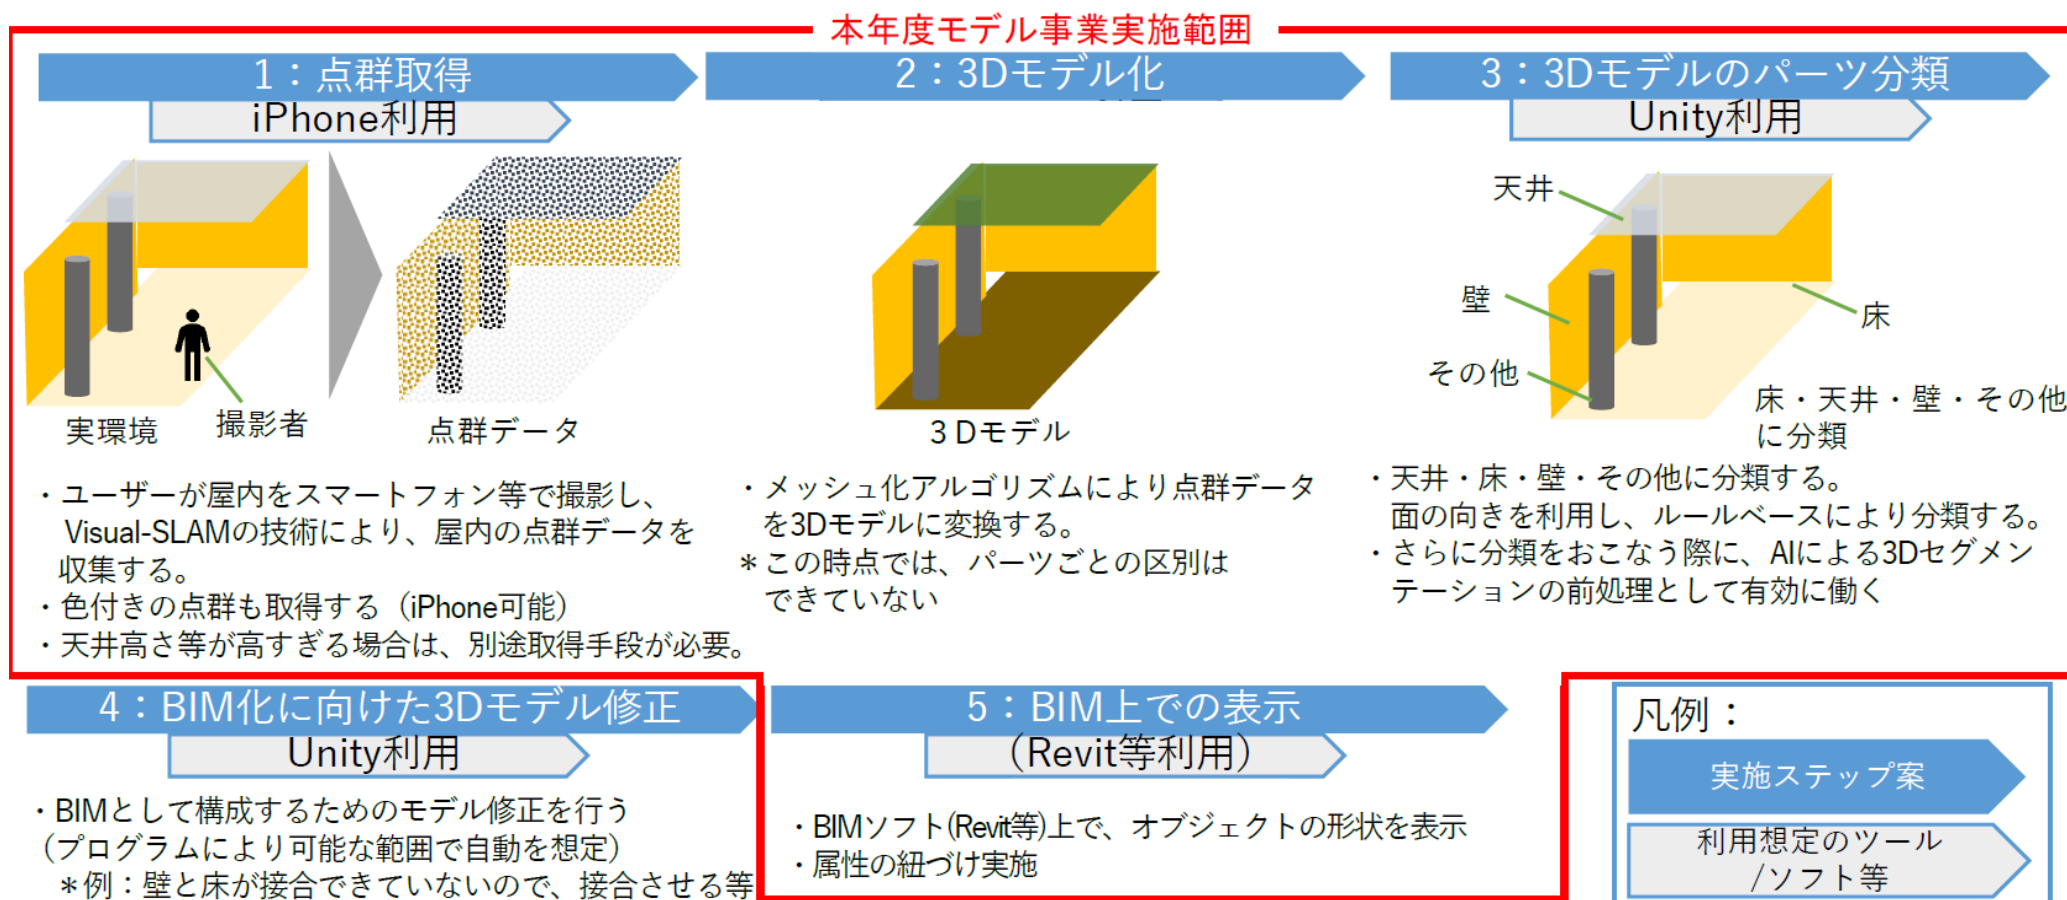 本年度モデル事業実施範囲
1：点群取得
iPhone利用
実環境
撮影者
点群データ
・ユーザーが屋内をスマートフォン等で撮影し、
Visual-SLAMの技術により、屋内の点群データを
収集する。
・色付きの点群も取得する（iPhone可能）
・天井高さ等が高すぎる場合は、別途取得手段が必要。
2：3Dモデル化
３Dモデル
・メッシュ化アルゴリズムにより点群データ
を3Dモデルに変換する。
＊この時点では、パーツごとの区別は
できていない
3：3Dモデルのパーツ分類
Unity利用
天井
壁
床
その他
床・天井・壁・その他
に分類
・天井・床・壁・その他に分類する。
面の向きを利用し、ルールベースにより分類する。
・さらに分類をおこなう際に、AIによる3Dセグメン
テーションの前処理として有効に働く
4：BIM化に向けた3Dモデル修正
Unity利用
・BIMとして構成するためのモデル修正を行う
（プログラムにより可能な範囲で自動を想定）
＊例：壁と床が接合できていないので、接合させる等
5：BIM上での表示
（Revit等利用）
・BIMソフト(Revit等)上で、オブジェクトの形状を表示
・属性の紐づけ実施
凡例：
実施ステップ案
利用想定のツール
/ソフト等